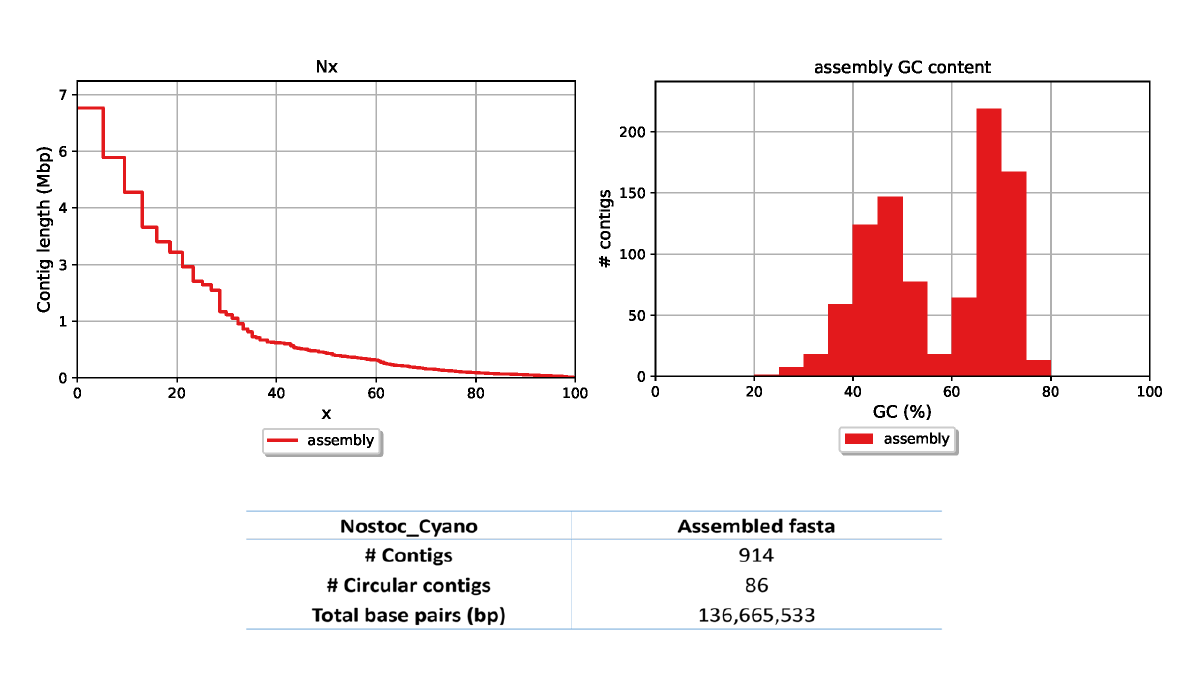 Nx
7
6
4
3
1
0
0 20 40 60 80 100
Contig length (Mbp)
x
assembly
assembly GC content
200
150
100
50
0
0 20 40 60 80 100
# contigs
GC (%)
assembly
Nostoc_Cyano Assembled fasta
# Contigs 914
# Circular contigs 86
Total base pairs (bp) 136,665,533